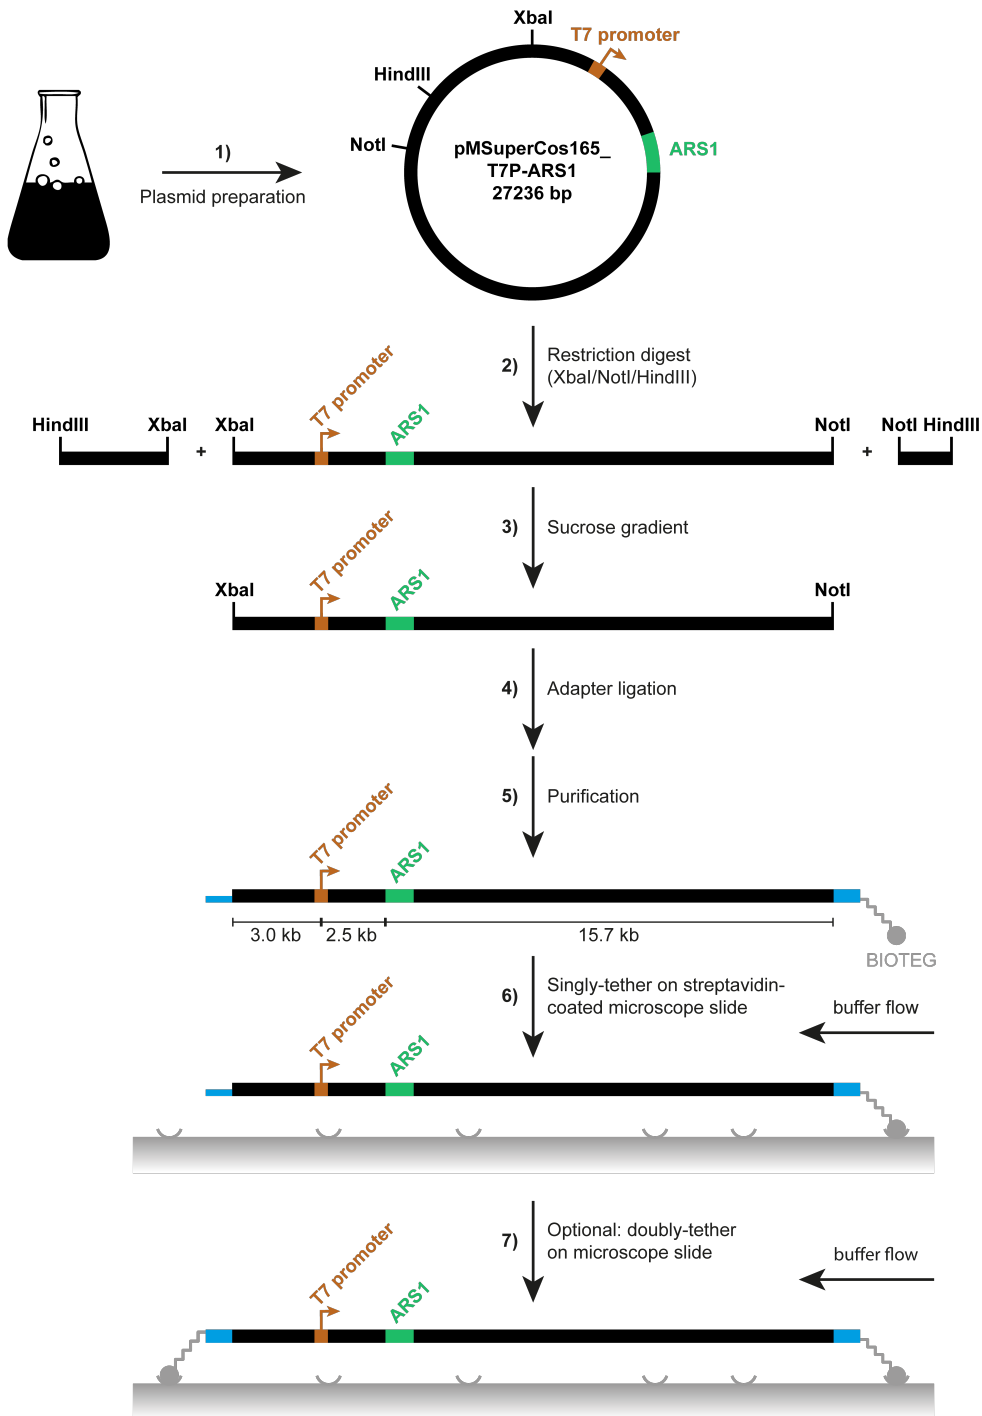 XbaI
T7 promoter
HindIII
NotI
1)
Plasmid preparation
pMSuperCos165_
T7P-ARS1
27236 bp
ARS1
2)
Restriction digest
(XbaI/NotI/HindIII)
T7 promoter
ARS1
HindIII
XbaI
+
XbaI
NotI
+
NotI HindIII
3)
Sucrose gradient
T7 promoter
ARS1
XbaI
NotI
4)
Adapter ligation
5)
Purification
T7 promoter
ARS1
3.0 kb
2.5 kb
15.7 kb
BIOTEG
6)
Singly-tether on streptavidin-
coated microscope slide
buffer flow
T7 promoter
ARS1
7)
Optional: doubly-tether
on microscope slide
buffer flow
T7 promoter
ARS1